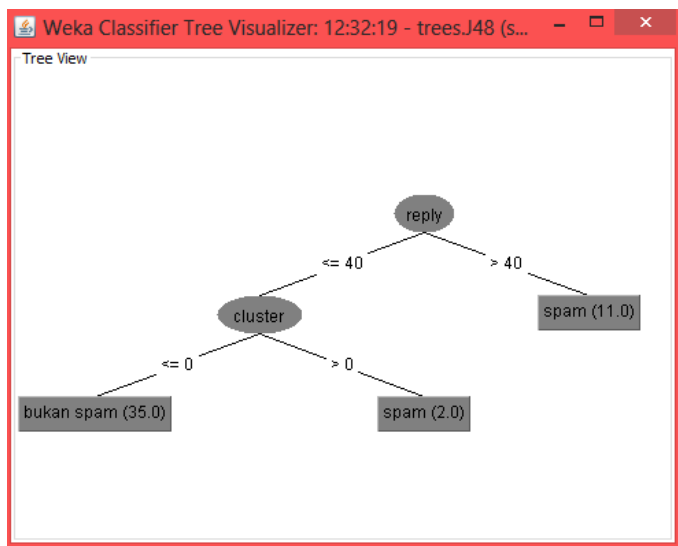 Weka Classifier Tree Visualizer: 12:32:19 - trees.J48 (s...
Tree View
reply
<= 40
> 40
cluster
spam (11.0)
<= 0
> 0
bukan spam (35.0)
spam (2.0)